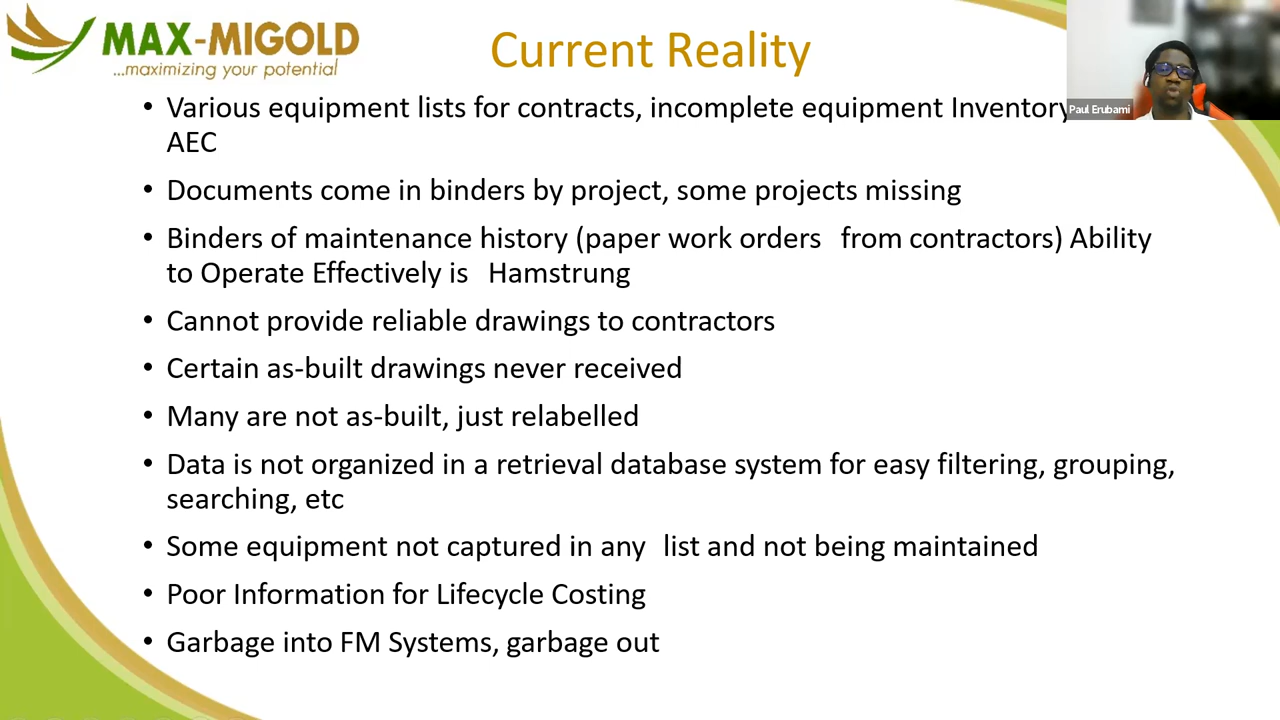 MAX-MIGOLD
...maximizing your potential
Current Reality
Paul Erubami
• Various equipment lists for contracts, incomplete equipment Inventory
AEC
• Documents come in binders by project, some projects missing
• Binders of maintenance history (paper work orders from contractors) Ability
to Operate Effectively is Hamstrung
• Cannot provide reliable drawings to contractors
• Certain as-built drawings never received
• Many are not as-built, just relabelled
• Data is not organized in a retrieval database system for easy filtering, grouping,
searching, etc
• Some equipment not captured in any list and not being maintained
• Poor Information for Lifecycle Costing
• Garbage into FM Systems, garbage out